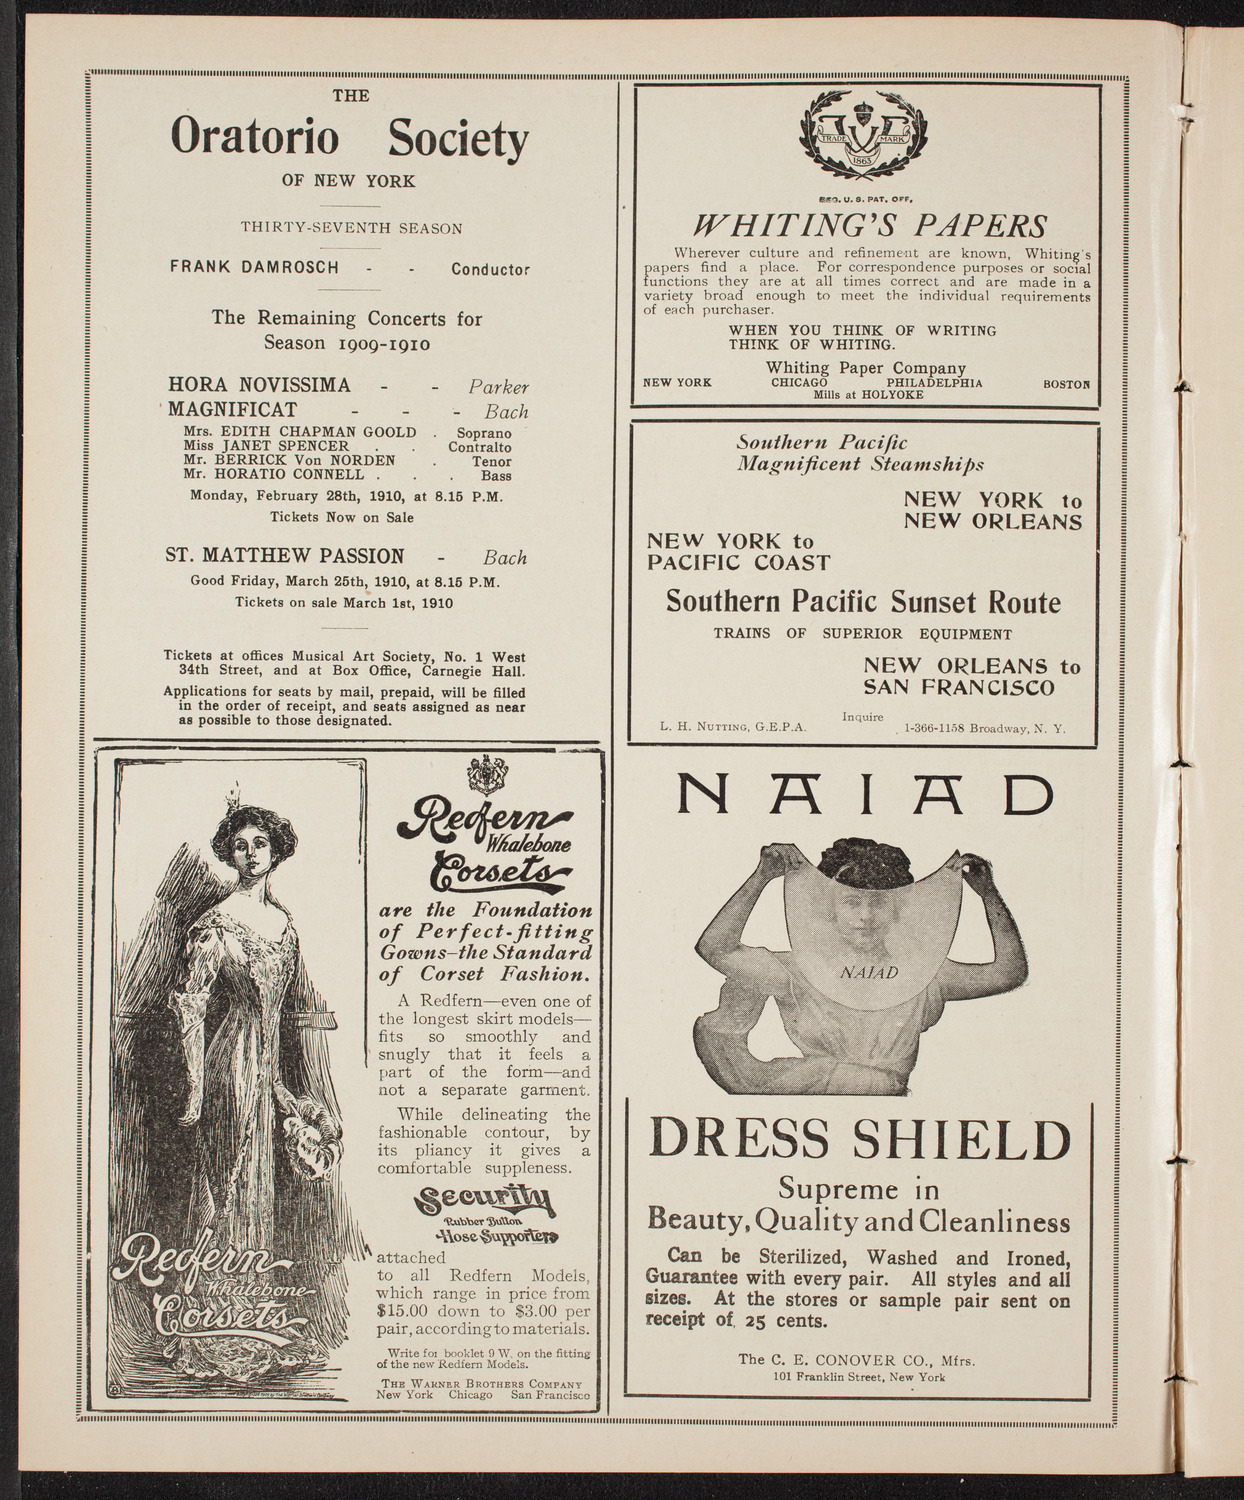 THE
Oratorio Society
OF NEW YORK
THIRTY-SEVENTH SEASON
FRANK DAMROSCH - - Conductor
The Remaining Concerts for
Season 1909-1910
HORA NOVISSIMA - - Parker
MAGNIFICAT - - - Bach
Mrs. EDITH CHAPMAN GOOLD . Soprano
Miss JANET SPENCER . . Contralto
Mr. BERRICK Von NORDEN . Tenor
Mr. HORATIO CONNELL . . . Bass
Monday, February 28th, 1910, at 8.15 P.M.
Tickets Now on Sale
ST. MATTHEW PASSION - Bach
Good Friday, March 25th, 1910, at 8.15 P.M.
Tickets on sale March 1st, 1910
Tickets at offices Musical Art Society, No. 1 West
34th Street, and at Box Office, Carnegie Hall.
Applications for seats by mail, prepaid, will be filled
in the order of receipt, and seats assigned as near
as possible to those designated.
Redfern
Whalebone
Corsets
are the Foundation
of Perfect-fitting
Gowns—the Standard
of Corset Fashion.
A Redfern—even one of
the longest skirt models—
fits so smoothly and
snugly that it feels a
part of the form—and
not a separate garment.
While delineating the
fashionable contour, by
its pliancy it gives a
comfortable suppleness.
Security
Rubber Button
Hose Supporters
attached
to all Redfern Models,
which range in price from
$15.00 down to $3.00 per
pair, according to materials.
Write for booklet 9 W. on the fitting
of the new Redfern Models.
THE WARNER BROTHERS COMPANY
New York Chicago San Francisco
Redfern
Whalebone
Corsets
TRADE W MARK
1865
REG. U. S. PAT. OFF.
WHITING'S PAPERS
Wherever culture and refinement are known, Whiting's
papers find a place. For correspondence purposes or social
functions they are at all times correct and are made in a
variety broad enough to meet the individual requirements
of each purchaser.
WHEN YOU THINK OF WRITING
THINK OF WHITING.
Whiting Paper Company
NEW YORK CHICAGO PHILADELPHIA BOSTON
Mills at HOLYOKE
Southern Pacific
Magnificent Steamships
NEW YORK to
NEW ORLEANS
NEW YORK to
PACIFIC COAST
Southern Pacific Sunset Route
TRAINS OF SUPERIOR EQUIPMENT
NEW ORLEANS to
SAN FRANCISCO
Inquire
L. H. NUTTING, G.E.P.A. 1-366-1158 Broadway, N. Y.
NAIAD
NAIAD
DRESS SHIELD
Supreme in
Beauty, Quality and Cleanliness
Can be Sterilized, Washed and Ironed,
Guarantee with every pair. All styles and all
sizes. At the stores or sample pair sent on
receipt of 25 cents.
The C. E. CONOVER CO., Mfrs.
101 Franklin Street, New York